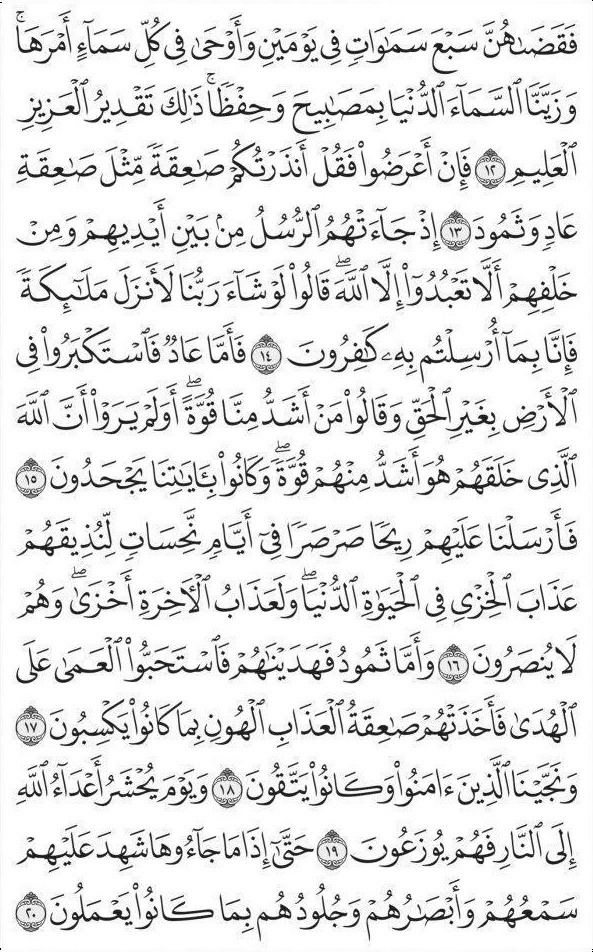 فَقَضَىٰهُنَّ سَبْعَ سَمَٰوَاتٍ فِى يَوْمَيْنِ وَأَوْحَىٰ فِى كُلِّ سَمَآءٍ أَمْرَهَا ۚ
وَزَيَّنَّا ٱلسَّمَآءَ ٱلدُّنْيَا بِمَصَٰبِيحَ وَحِفْظًا ۚ ذَٰلِكَ تَقْدِيرُ ٱلْعَزِيزِ
ٱلْعَلِيمِ ١٢ فَإِنْ أَعْرَضُوا۟ فَقُلْ أَنذَرْتُكُمْ صَٰعِقَةً مِّثْلَ صَٰعِقَةِ
عَادٍ وَثَمُودَ ١٣ إِذْ جَآءَتْهُمُ ٱلرُّسُلُ مِنۢ بَيْنِ أَيْدِيهِمْ وَمِنْ
خَلْفِهِمْ أَلَّا تَعْبُدُوٓا۟ إِلَّا ٱللَّهَ ۖ قَالُوا۟ لَوْ شَآءَ رَبُّنَا لَأَنزَلَ مَلَٰٓئِكَةً
فَإِنَّا بِمَآ أُرْسِلْتُم بِهِۦ كَٰفِرُونَ ١٤ فَأَمَّا عَادٌ فَٱسْتَكْبَرُوا۟ فِى
ٱلْأَرْضِ بِغَيْرِ ٱلْحَقِّ وَقَالُوا۟ مَنْ أَشَدُّ مِنَّا قُوَّةً ۖ أَوَلَمْ يَرَوْا۟ أَنَّ ٱللَّهَ
ٱلَّذِى خَلَقَهُمْ هُوَ أَشَدُّ مِنْهُمْ قُوَّةً ۖ وَكَانُوا۟ بِـَٔايَٰتِنَا يَجْحَدُونَ ١٥
فَأَرْسَلْنَا عَلَيْهِمْ رِيحًا صَرْصَرًا فِىٓ أَيَّامٍ نَّحِسَاتٍ لِّنُذِيقَهُمْ
عَذَابَ ٱلْخِزْىِ فِى ٱلْحَيَوٰةِ ٱلدُّنْيَا ۖ وَلَعَذَابُ ٱلْءَاخِرَةِ أَخْزَىٰ ۖ وَهُمْ
لَا يُنصَرُونَ ١٦ وَأَمَّا ثَمُودُ فَهَدَيْنَٰهُمْ فَٱسْتَحَبُّوا۟ ٱلْعَمَىٰ عَلَى
ٱلْهُدَىٰ فَأَخَذَتْهُمْ صَٰعِقَةُ ٱلْعَذَابِ ٱلْهُونِ بِمَا كَانُوا۟ يَكْسِبُونَ ١٧
وَنَجَّيْنَا ٱلَّذِينَ ءَامَنُوا۟ وَكَانُوا۟ يَتَّقُونَ ١٨ وَيَوْمَ يُحْشَرُ أَعْدَآءُ ٱللَّهِ
إِلَى ٱلنَّارِ فَهُمْ يُوزَعُونَ ١٩ حَتَّىٰٓ إِذَا مَا جَآءُوهَا شَهِدَ عَلَيْهِمْ
سَمْعُهُمْ وَأَبْصَٰرُهُمْ وَجُلُودُهُم بِمَا كَانُوا۟ يَعْمَلُونَ ٢٠